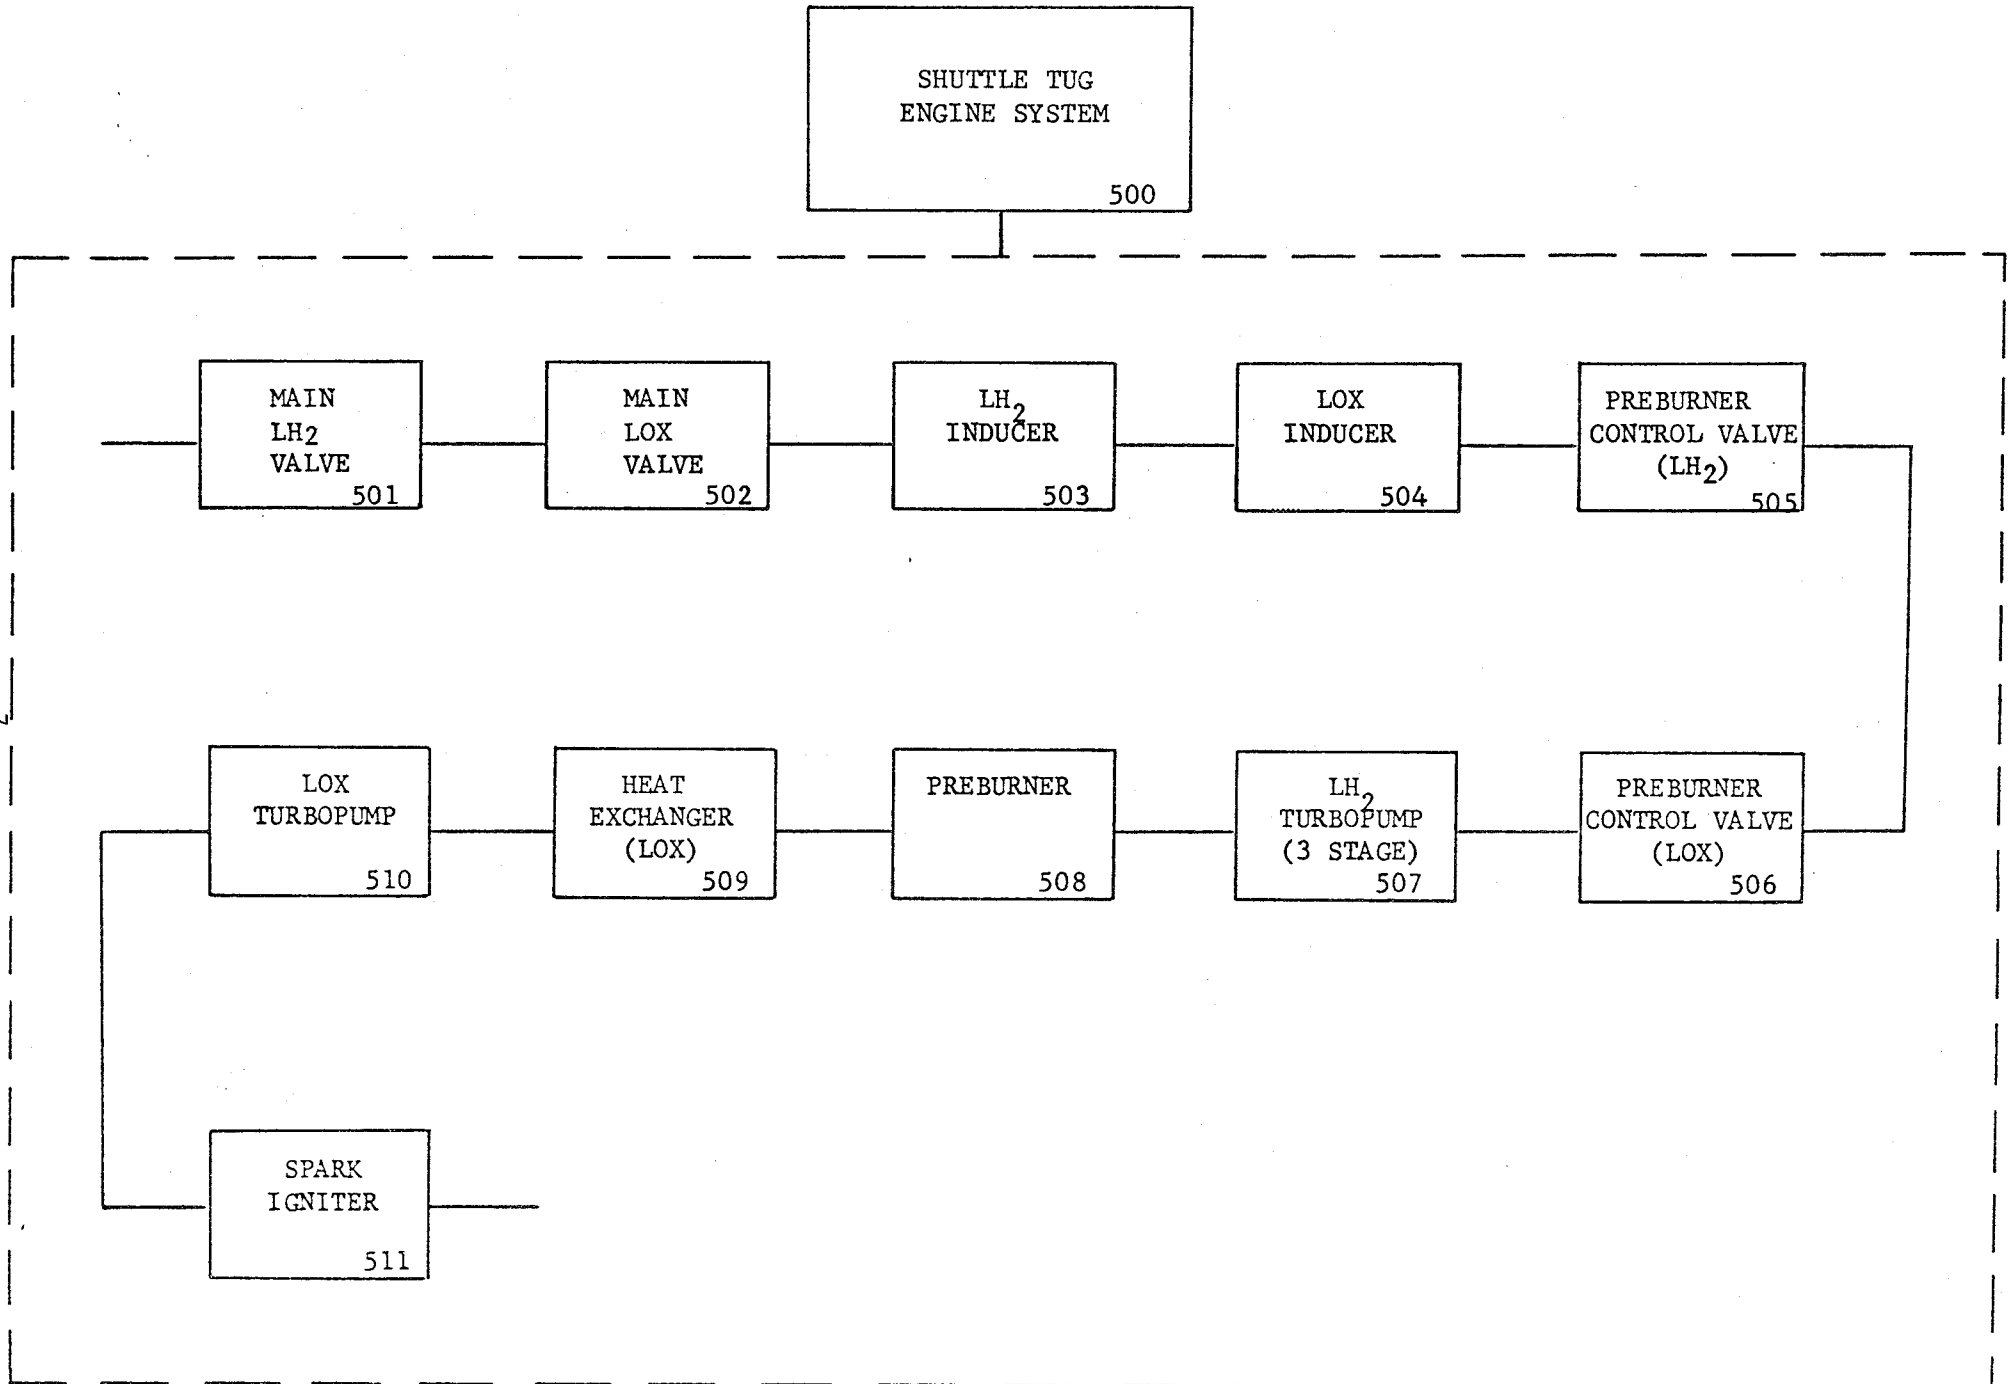 SHUTTLE TUG
ENGINE SYSTEM
500
MAIN
LH2
VALVE
501
MAIN
LOX
VALVE
502
LH2
INDUCER
503
LOX
INDUCER
504
PREBURNER
CONTROL VALVE
(LH2)
505
LOX
TURBOPUMP
510
HEAT
EXCHANGER
(LOX)
509
PREBURNER
508
LH2
TURBOPUMP
(3 STAGE)
507
PREBURNER
CONTROL VALVE
(LOX)
506
SPARK
IGNITER
511